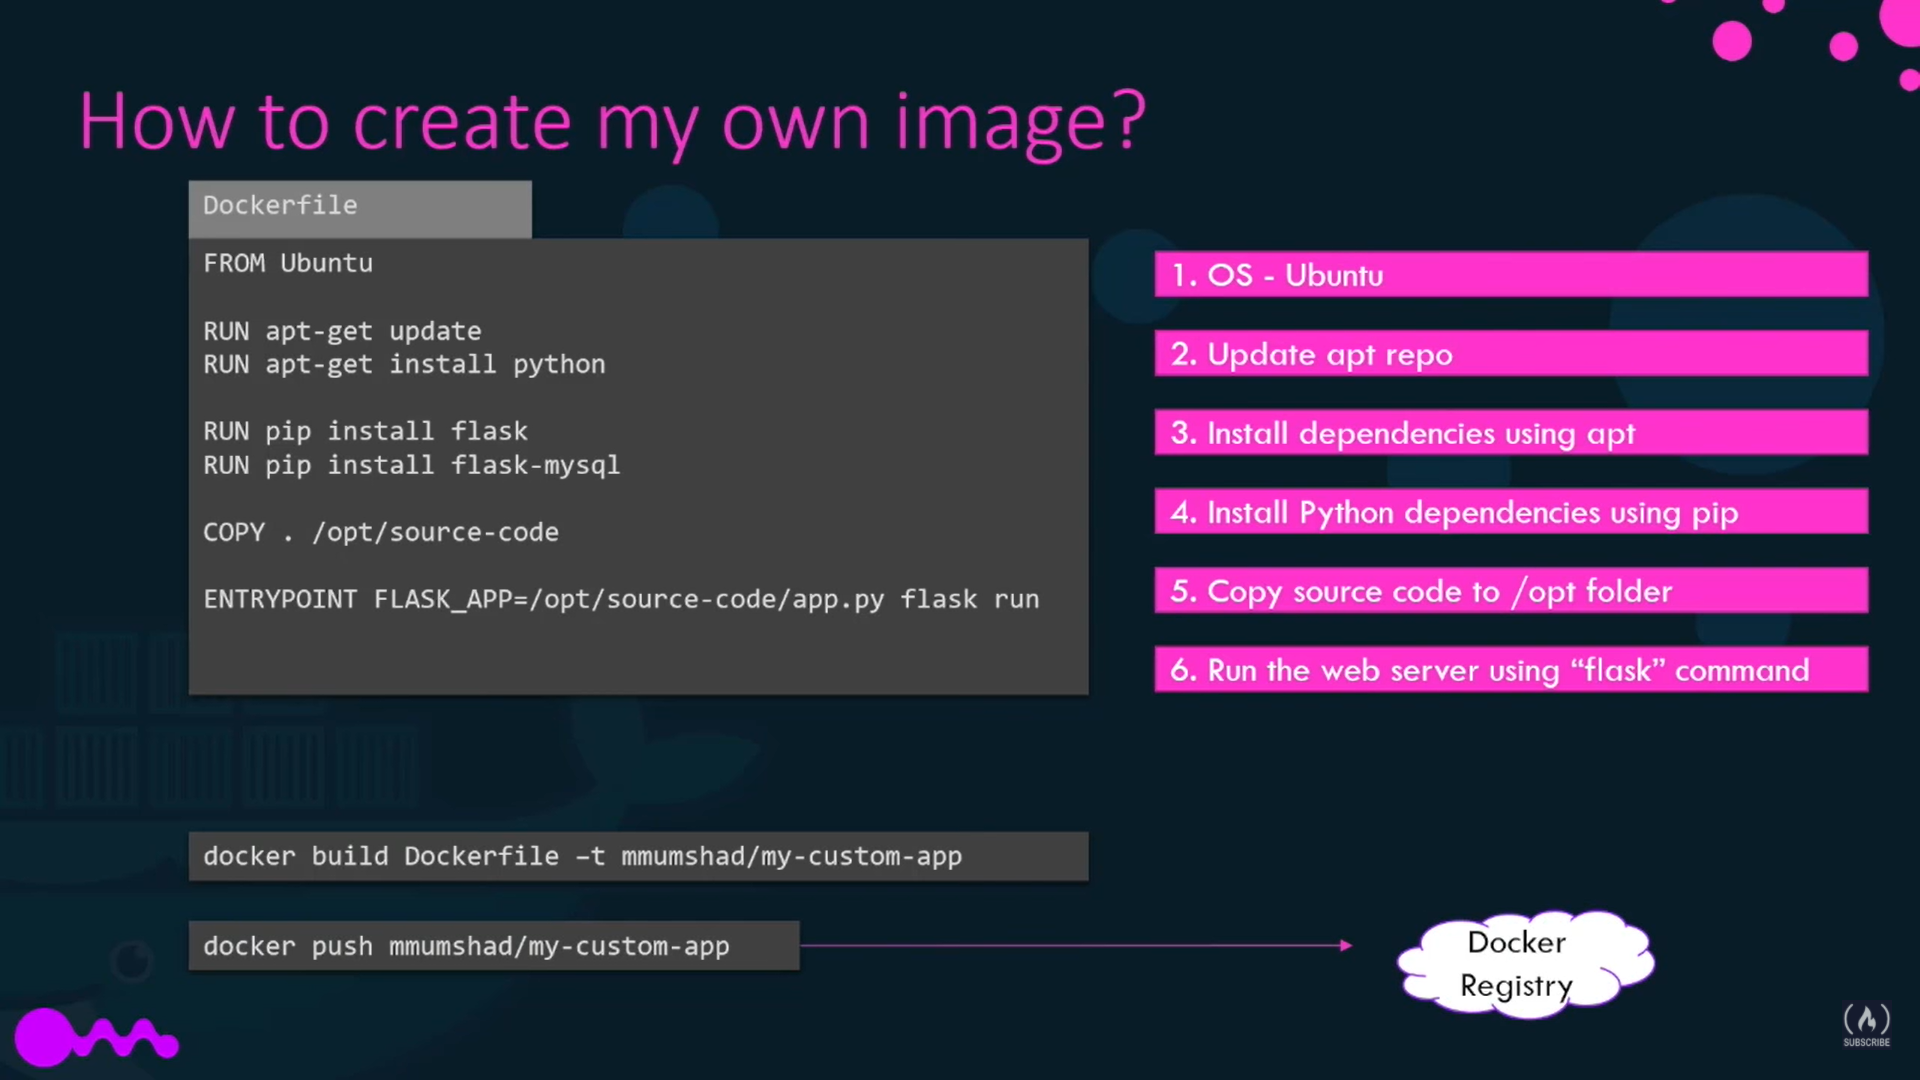 How to create my own image?
Dockerfile
FROM Ubuntu
RUN apt-get update
RUN apt-get install python
RUN pip install flask
RUN pip install flask-mysql
COPY . /opt/source-code
ENTRYPOINT FLASK_APP=/opt/source-code/app.py flask run
1. OS - Ubuntu
2. Update apt repo
3. Install dependencies using apt
4. Install Python dependencies using pip
5. Copy source code to /opt folder
6. Run the web server using “flask” command
docker build Dockerfile –t mmumshad/my-custom-app
docker push mmumshad/my-custom-app
Docker
Registry
SUBSCRIBE